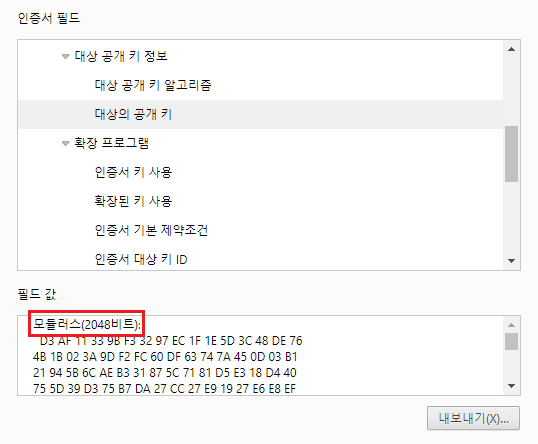 인증서 필드
대상 공개 키 정보
대상 공개 키 알고리즘
대상의 공개 키
확장 프로그램
인증서 키 사용
확장된 키 사용
인증서 기본 제약조건
인증서 대상 키 ID
필드 값
모듈러스(2048비트):
D3 AF 11 33 9B F3 32 97 EC 1F 1E 5D 3C 48 DE 76
4B 1B 02 3A 9D F2 FC 60 DF 63 74 7A 45 0D 03 B1
21 94 5B 6C AE B3 31 87 5C 71 81 D5 E3 18 D4 40
75 5D 39 D3 75 B7 DA 27 CC 27 E9 19 27 E6 E8 EF
내보내기(X)...